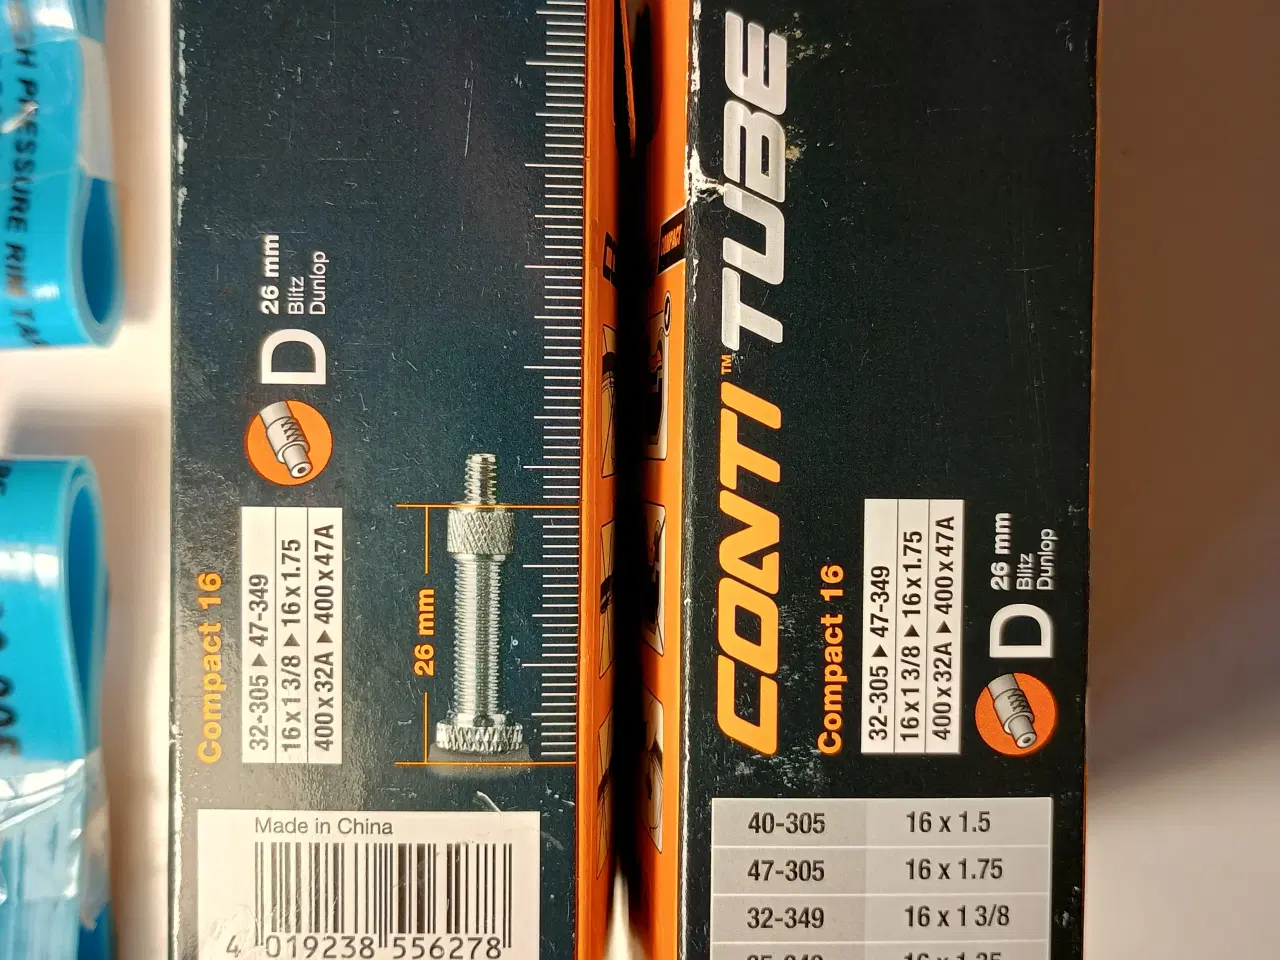 GH PRESSURE RIM TA
Compact 16
32-305 ▸ 47-349
16 x 1 3/8 ▸ 16 x 1.75
400 x 32A ▸ 400 x 47A
D
26 mm
Blitz
Dunlop
26 mm
Made in China
4 019238 556278
COMPACT
CONTI™ TUBE
Compact 16
32-305 ▸ 47-349
16 x 1 3/8 ▸ 16 x 1.75
400 x 32A ▸ 400 x 47A
D
26 mm
Blitz
Dunlop
40-305 16 x 1.5
47-305 16 x 1.75
32-349 16 x 1 3/8